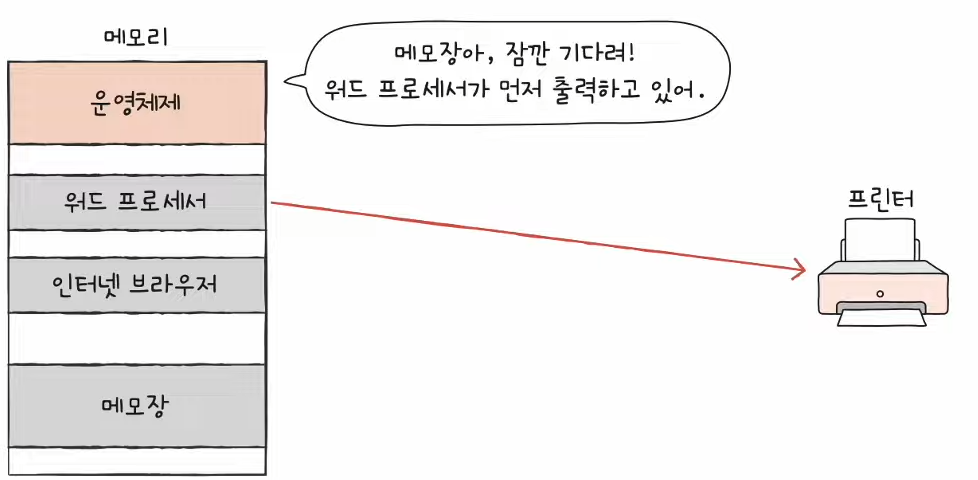 메모리
메모장아, 잠깐 기다려!
워드 프로세서가 먼저 출력하고 있어.
운영체제
워드 프로세서
프린터
인터넷 브라우저
메모장